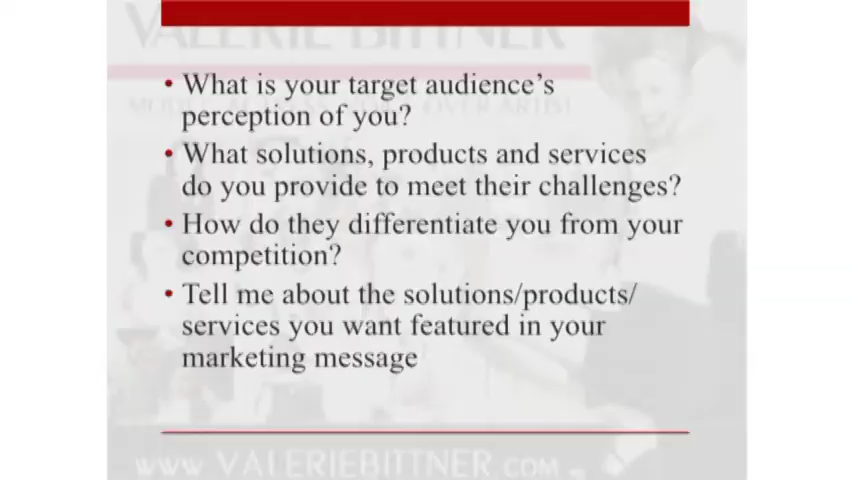 VALERIE BITTNER
• What is your target audience's
perception of you?
• What solutions, products and services
do you provide to meet their challenges?
• How do they differentiate you from your
competition?
• Tell me about the solutions/products/
services you want featured in your
marketing message
WWW.VALERIEBITTNER.COM